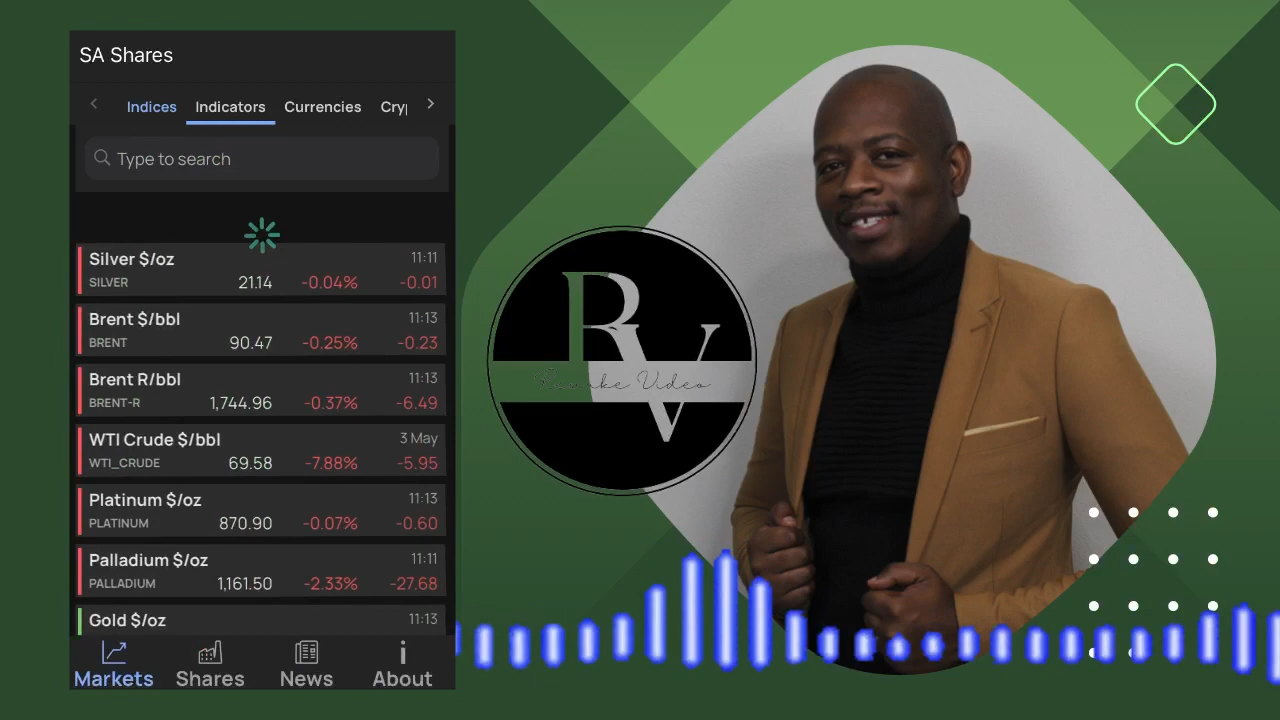 SA Shares
Indices Indicators Currencies Cry
Type to search
Silver $/oz 11:11
SILVER 21.14 -0.04% -0.01
Brent $/bbl 11:13
BRENT 90.47 -0.25% -0.23
Brent R/bbl 11:13
BRENT-R 1,744.96 -0.37% -6.49
WTI Crude $/bbl 3 May
WTI_CRUDE 69.58 -7.88% -5.95
Platinum $/oz 11:13
PLATINUM 870.90 -0.07% -0.60
Palladium $/oz 11:11
PALLADIUM 1,161.50 -2.33% -27.68
Gold $/oz 11:13
Markets Shares News About
RV
Video